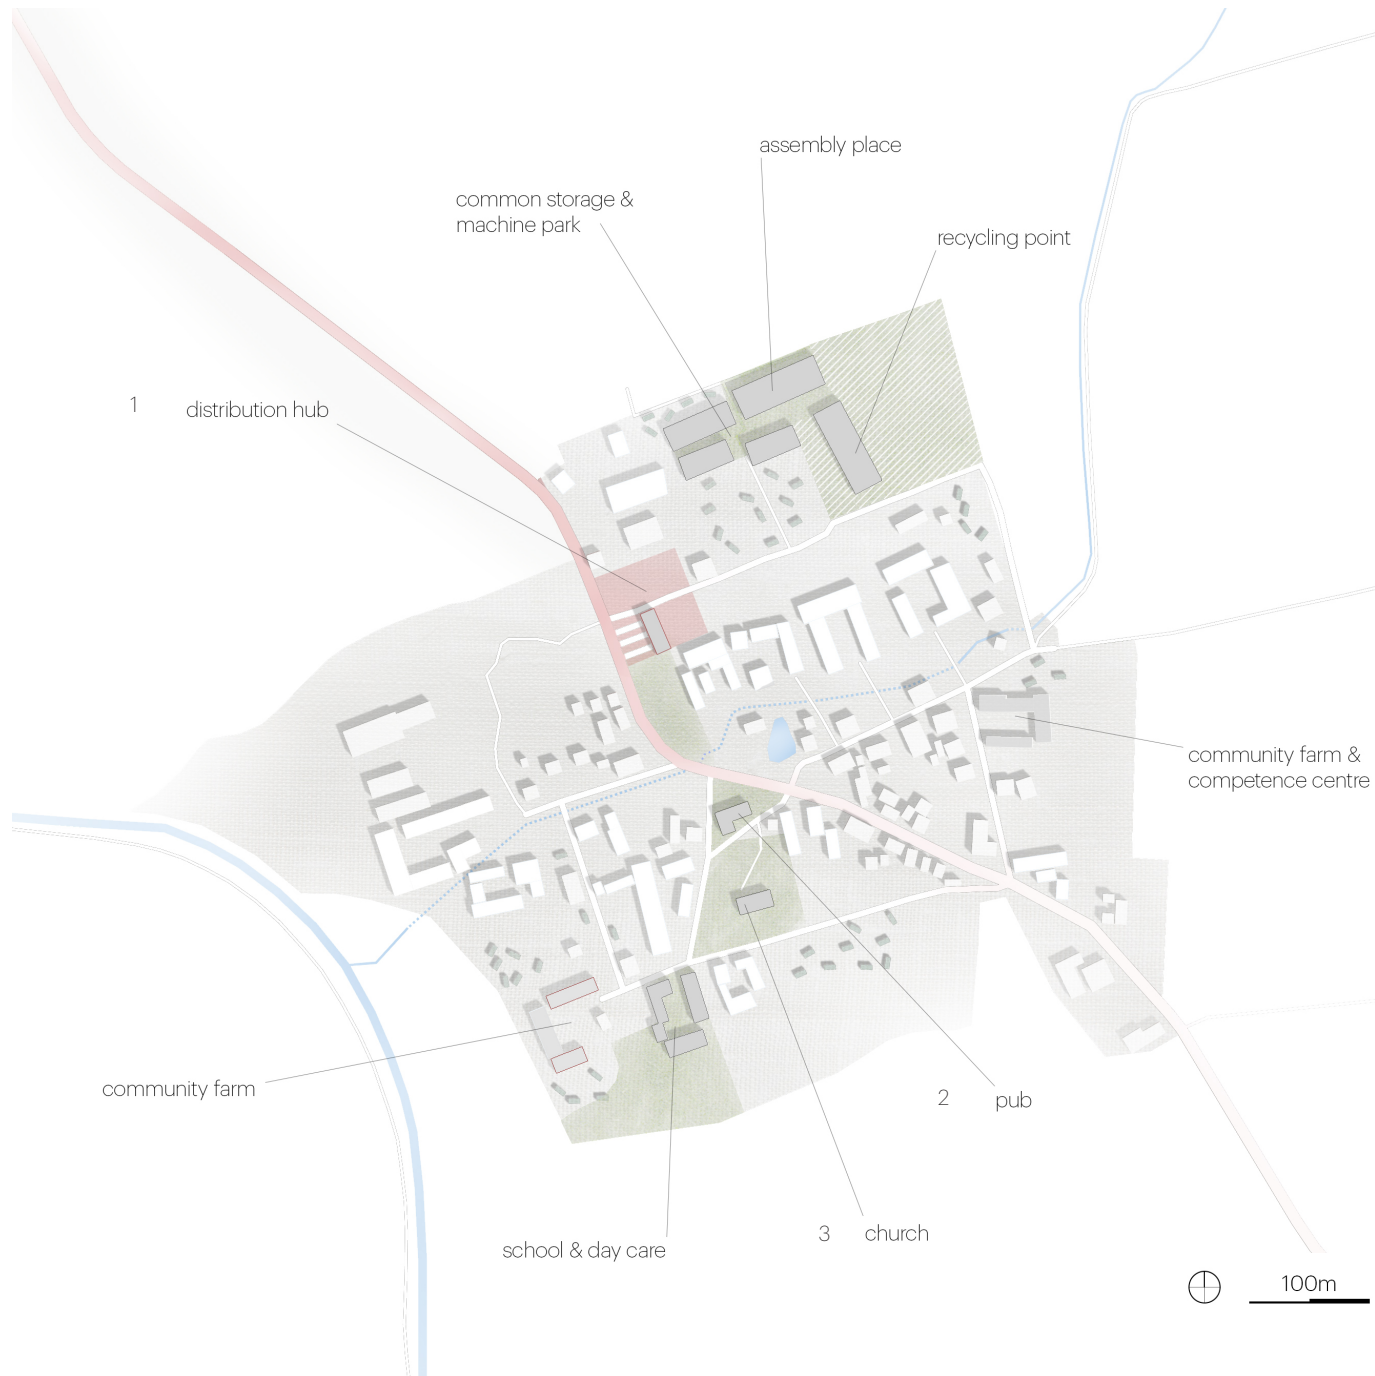 assembly place
common storage &
machine park
recycling point
1 distribution hub
community farm &
competence centre
community farm
2 pub
3 church
school & day care
100m